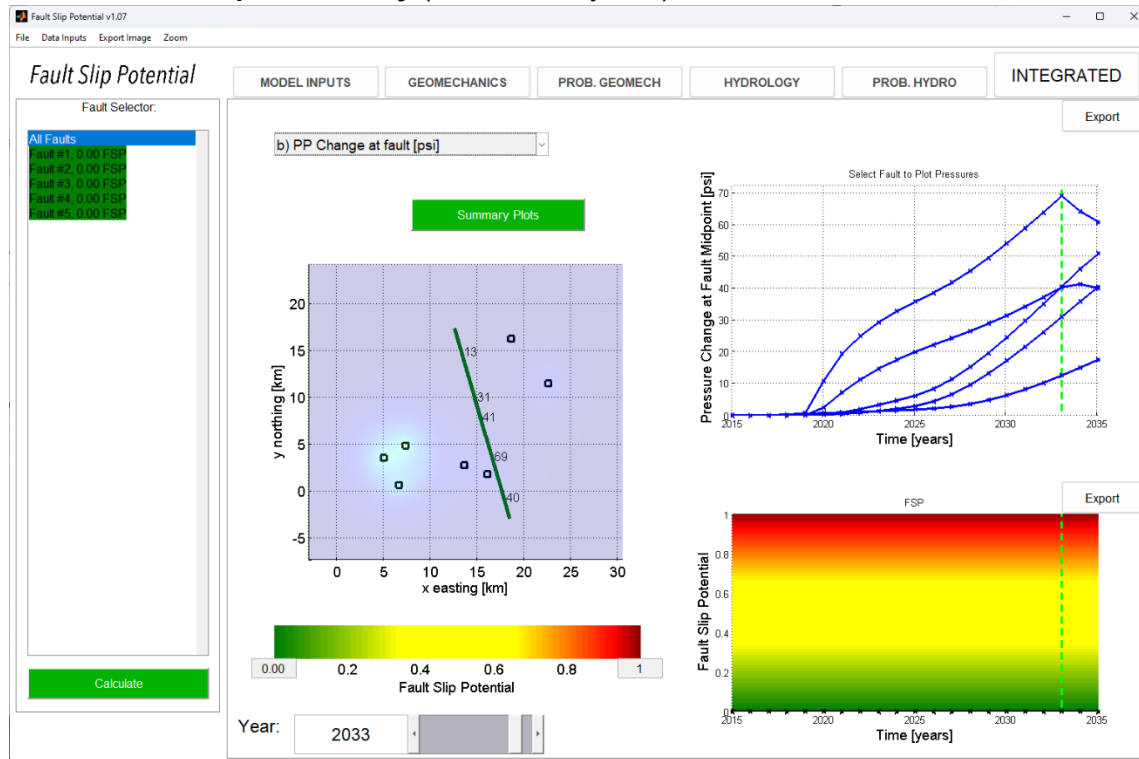 Fault Slip Potential v1.07
File Data Inputs Export Image Zoom
Fault Slip Potential
MODEL INPUTS
GEOMECHANICS
PROB. GEOMECH
HYDROLOGY
PROB. HYDRO
INTEGRATED
Fault Selector:
All Faults
Fault #1, 0.00 FSP
Fault #2, 0.00 FSP
Fault #3, 0.00 FSP
Fault #4, 0.00 FSP
Fault #5, 0.00 FSP
Calculate
b) PP Change at fault [psi]
Summary Plots
20
15
10
5
0
-5
y northing [km]
13
31
41
69
40
0 5 10 15 20 25 30
x easting [km]
0.00 0.2 0.4 0.6 0.8 1
Fault Slip Potential
Year: 2033
Export
Select Fault to Plot Pressures
Pressure Change at Fault Midpoint [psi]
70
60
50
40
30
20
10
0
2015 2020 2025 2030 2035
Time [years]
Export
FSP
Fault Slip Potential
1
0.8
0.6
0.4
0.2
0
2015 2020 2025 2030 2035
Time [years]